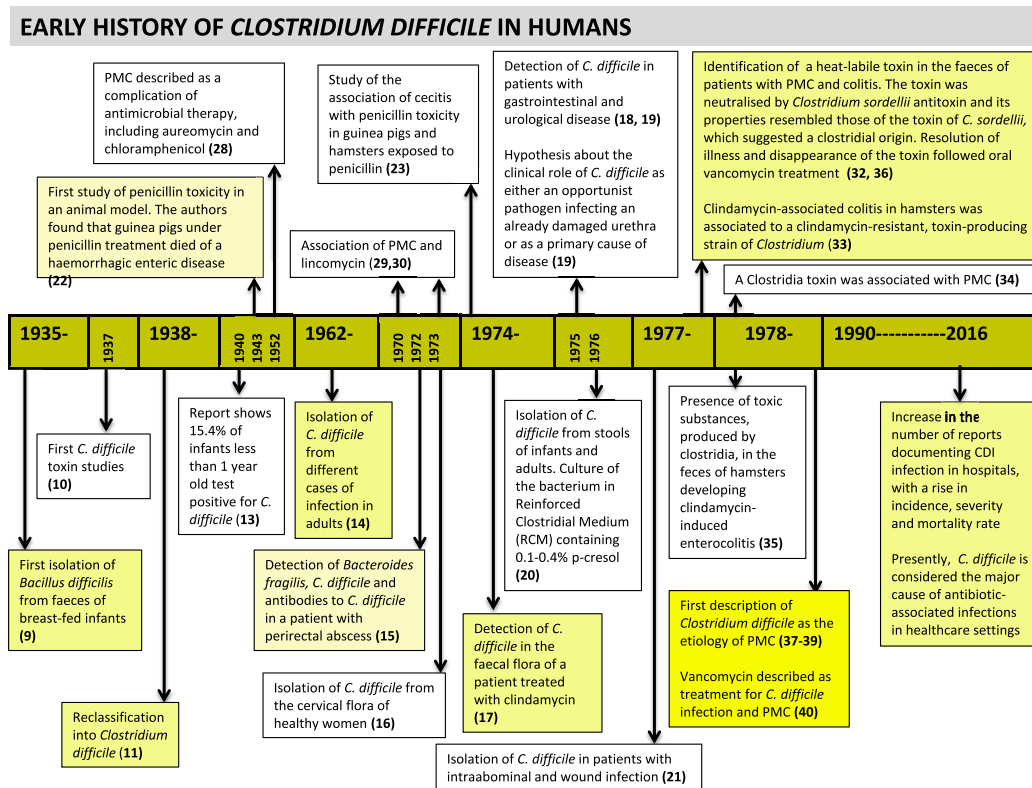 EARLY HISTORY OF CLOSTRIDIUM DIFFICILE IN HUMANS
PMC described as a
complication of
antimicrobial therapy,
including aureomycin and
chloramphenicol (28)
Study of the
association of cecitis
with penicillin toxicity
in guinea pigs and
hamsters exposed to
penicillin (23)
Detection of C. difficile in
patients with
gastrointestinal and
urological disease (18, 19)
Hypothesis about the
clinical role of C. difficile as
either an opportunist
pathogen infecting an
already damaged urethra
or as a primary cause of
disease (19)
Identification of a heat-labile toxin in the faeces of
patients with PMC and colitis. The toxin was
neutralised by Clostridium sordellii antitoxin and its
properties resembled those of the toxin of C. sordellii,
which suggested a clostridial origin. Resolution of
illness and disappearance of the toxin followed oral
vancomycin treatment (32, 36)
Clindamycin-associated colitis in hamsters was
associated to a clindamycin-resistant, toxin-producing
strain of Clostridium (33)
First study of penicillin toxicity in
an animal model. The authors
found that guinea pigs under
penicillin treatment died of a
haemorrhagic enteric disease
(22)
Association of PMC and
lincomycin (29,30)
A Clostridia toxin was associated with PMC (34)
1935-
1937
1938-
1940
1943
1952
1962-
1970
1972
1973
1974-
1975
1976
1977-
1978-
1990-----------2016
First C. difficile
toxin studies
(10)
Report shows
15.4% of
infants less
than 1 year
old test
positive for C.
difficile (13)
Isolation of
C. difficile
from
different
cases of
infection in
adults (14)
Isolation of C.
difficile from stools
of infants and
adults. Culture of
the bacterium in
Reinforced
Clostridial Medium
(RCM) containing
0.1-0.4% p-cresol
(20)
Presence of toxic
substances,
produced by
clostridia, in the
feces of hamsters
developing
clindamycin-
induced
enterocolitis (35)
Increase in the
number of reports
documenting CDI
infection in hospitals,
with a rise in
incidence, severity
and mortality rate
Presently, C. difficile is
considered the major
cause of antibiotic-
associated infections
in healthcare settings
First isolation of
Bacillus difficilis
from faeces of
breast-fed infants
(9)
Detection of Bacteroides
fragilis, C. difficile and
antibodies to C. difficile
in a patient with
perirectal abscess (15)
Detection of C.
difficile in the
faecal flora of a
patient treated
with clindamycin
(17)
First description of
Clostridium difficile as the
etiology of PMC (37-39)
Vancomycin described as
treatment for C. difficile
infection and PMC (40)
Isolation of C. difficile from
the cervical flora of
healthy women (16)
Reclassification
into Clostridium
difficile (11)
Isolation of C. difficile in patients with
intraabominal and wound infection (21)